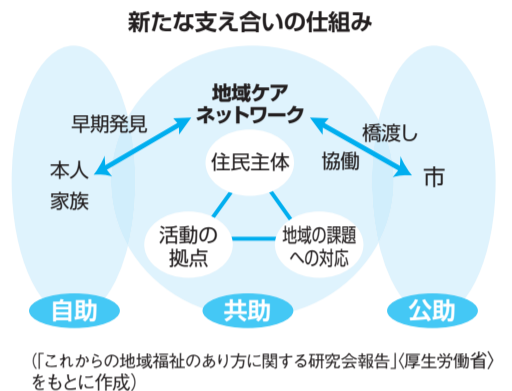 新たな支え合いの仕組み
地域ケア
ネットワーク
早期発見
橋渡し
協働
本人
家族
住民主体
市
活動の
拠点
地域の課題
への対応
自助
共助
公助
(「これからの地域福祉のあり方に関する研究会報告」〈厚生労働省〉
をもとに作成)